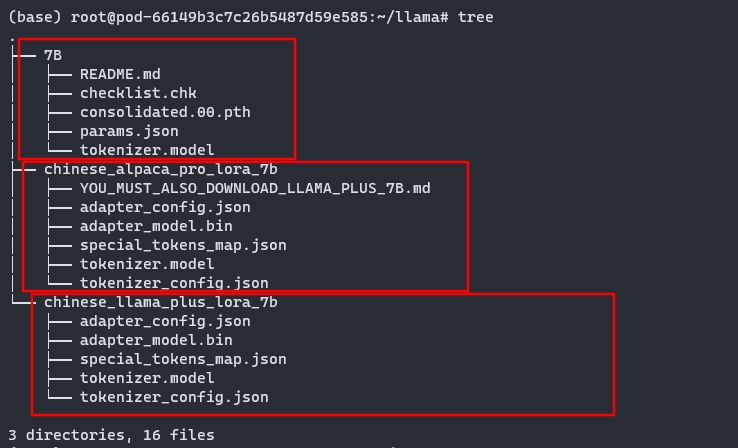 (base) root@pod-66149b3c7c26b5487d59e585:~/llama# tree
.
├── 7B
│   ├── README.md
│   ├── checklist.chk
│   ├── consolidated.00.pth
│   ├── params.json
│   └── tokenizer.model
├── chinese_alpaca_pro_lora_7b
│   ├── YOU_MUST_ALSO_DOWNLOAD_LLAMA_PLUS_7B.md
│   ├── adapter_config.json
│   ├── adapter_model.bin
│   ├── special_tokens_map.json
│   ├── tokenizer.model
│   └── tokenizer_config.json
└── chinese_llama_plus_lora_7b
    ├── adapter_config.json
    ├── adapter_model.bin
    ├── special_tokens_map.json
    ├── tokenizer.model
    └── tokenizer_config.json
3 directories, 16 files